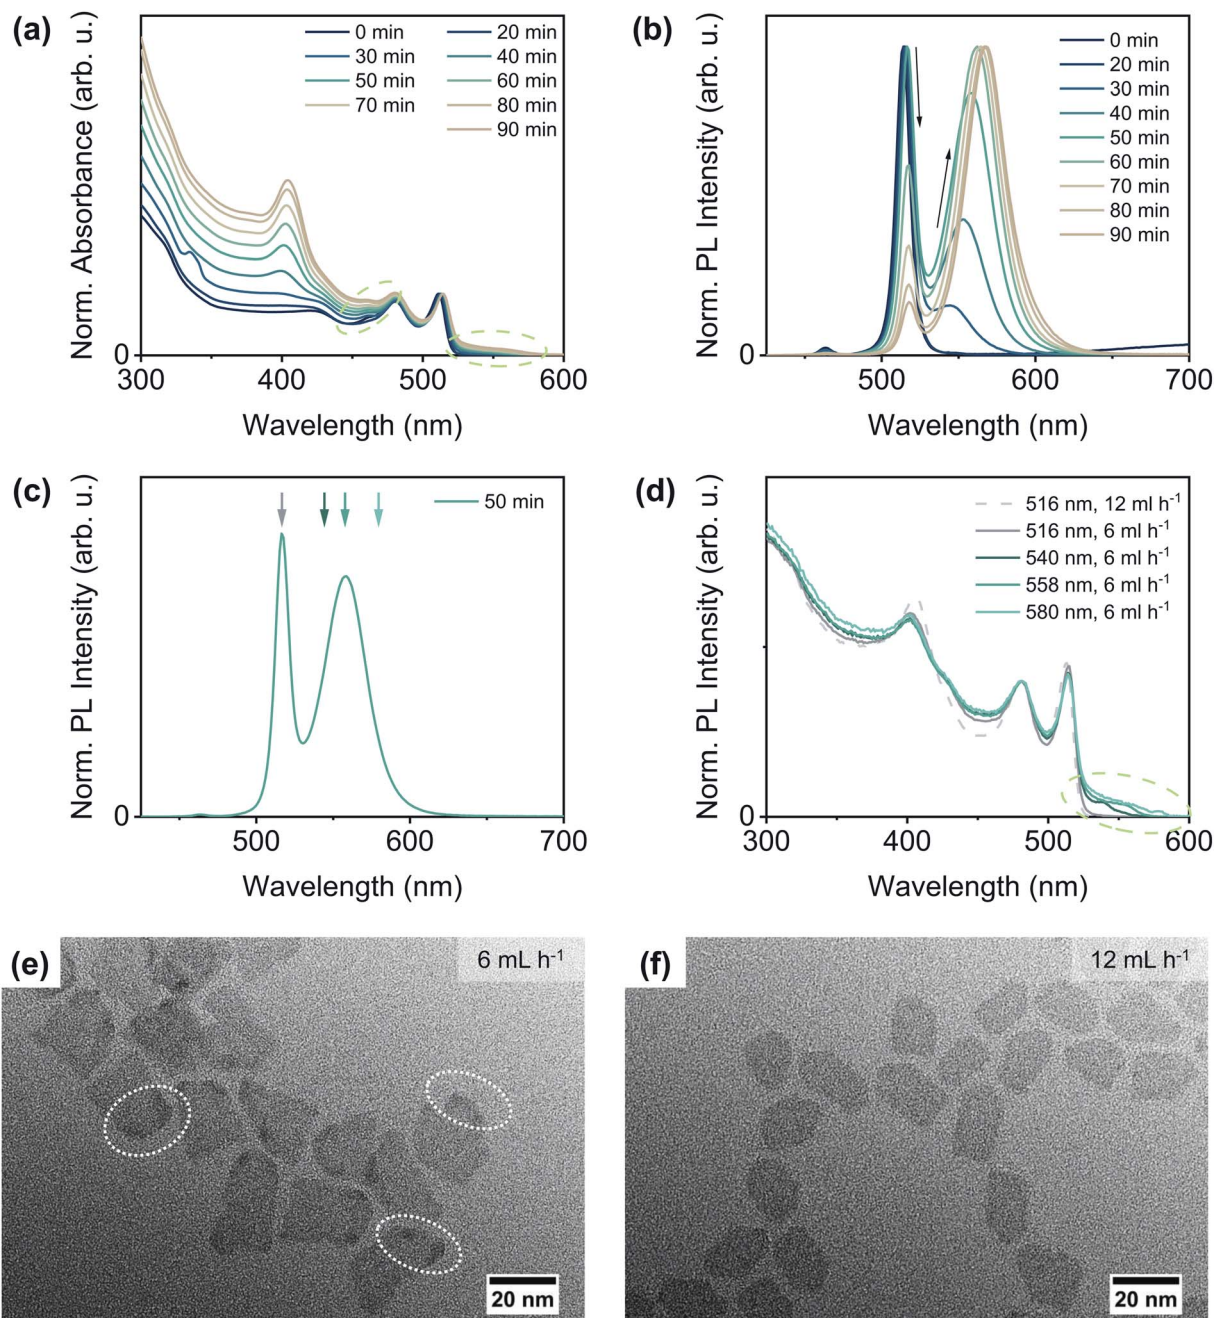 (a)
Norm. Absorbance (arb. u.)
0 min 20 min
30 min 40 min
50 min 60 min
70 min 80 min
90 min
0
300 400 500 600
Wavelength (nm)
(b)
Norm. PL Intensity (arb. u.)
0 min
20 min
30 min
40 min
50 min
60 min
70 min
80 min
90 min
0
500 600 700
Wavelength (nm)
(c)
Norm. PL Intensity (arb. u.)
50 min
0
500 600 700
Wavelength (nm)
(d)
Norm. PL Intensity (arb. u.)
516 nm, 12 ml h⁻¹
516 nm, 6 ml h⁻¹
540 nm, 6 ml h⁻¹
558 nm, 6 ml h⁻¹
580 nm, 6 ml h⁻¹
0
300 400 500 600
Wavelength (nm)
(e)
6 mL h⁻¹
20 nm
(f)
12 mL h⁻¹
20 nm